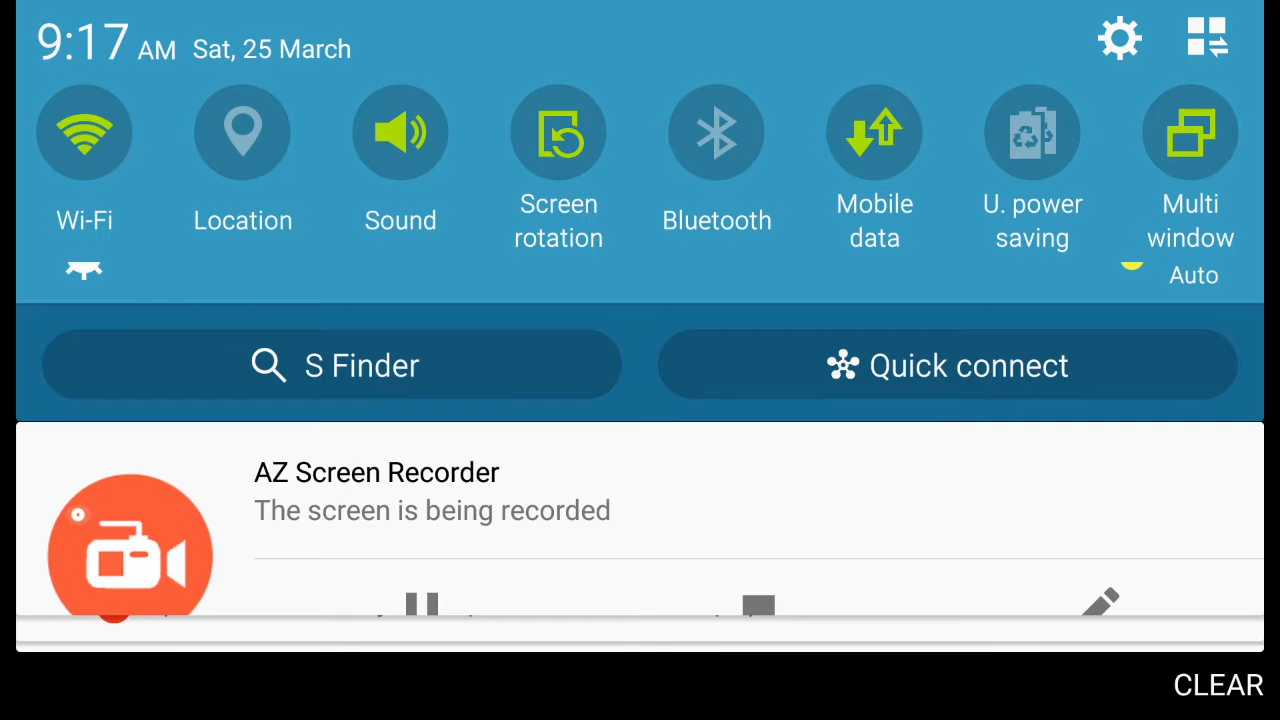 9:17 AM Sat, 25 March
Wi-Fi
Location
Sound
Screen
rotation
Bluetooth
Mobile
data
U. power
saving
Multi
window
Auto
S Finder
Quick connect
AZ Screen Recorder
The screen is being recorded
CLEAR